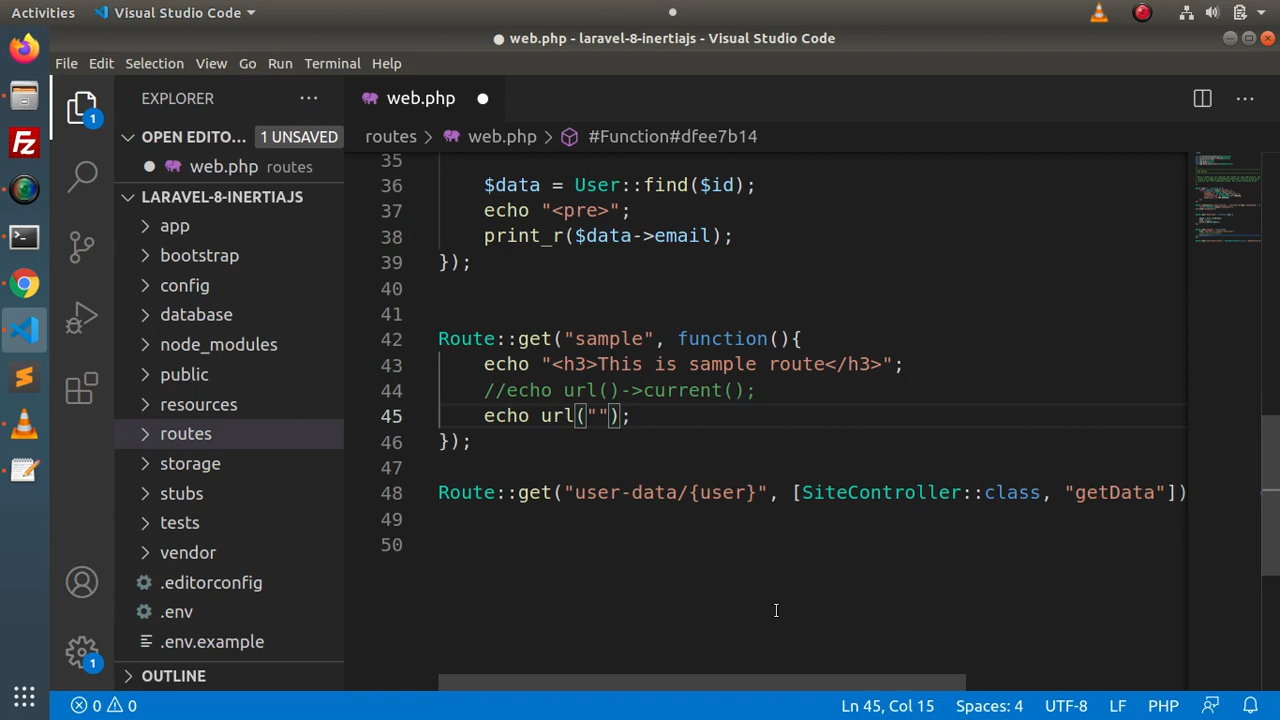 Activities
Visual Studio Code
web.php - laravel-8-inertiajs - Visual Studio Code
File Edit Selection View Go Run Terminal Help
1
EXPLORER
web.php
OPEN EDITO... 1 UNSAVED
web.php routes
routes > web.php > #Function#dfee7b14
LARAVEL-8-INERTIAJS
app
bootstrap
config
database
node_modules
public
resources
routes
storage
stubs
tests
vendor
.editorconfig
.env
.env.example
OUTLINE
1
35
36 $data = User::find($id);
37 echo "<pre>";
38 print_r($data->email);
39 });
40
41
42 Route::get("sample", function(){
43 echo "<h3>This is sample route</h3>";
44 //echo url()->current();
45 echo url("");
46 });
47
48 Route::get("user-data/{user}", [SiteController::class, "getData"])
49
50
0 0 Ln 45, Col 15 Spaces: 4 UTF-8 LF PHP